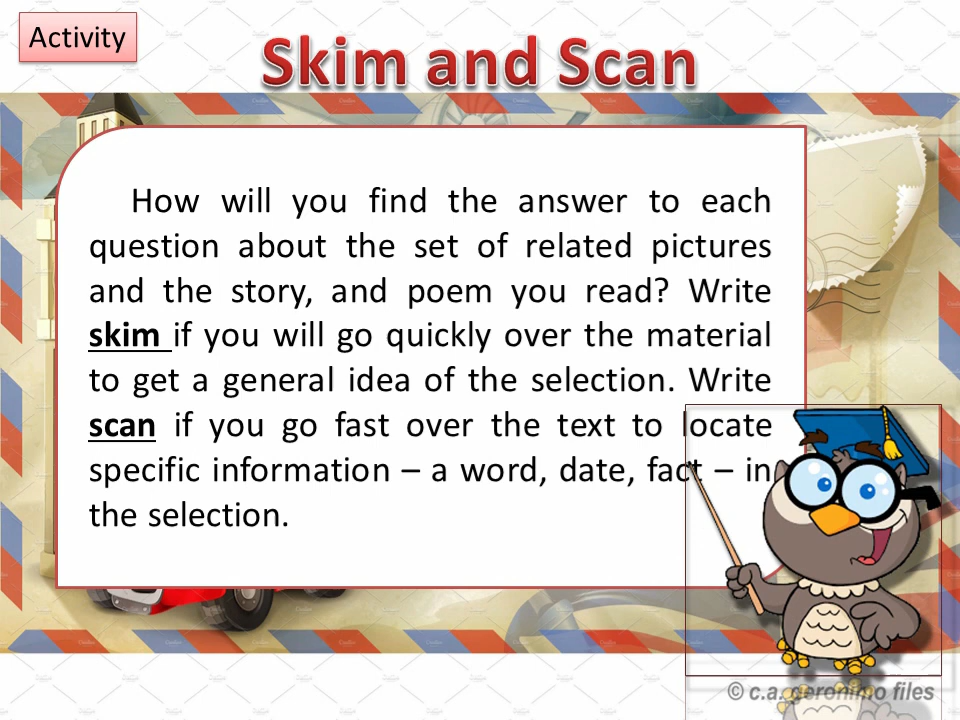 Activity
Skim and Scan
How will you find the answer to each
question about the set of related pictures
and the story, and poem you read? Write
skim if you will go quickly over the material
to get a general idea of the selection. Write
scan if you go fast over the text to locate
specific information – a word, date, fact – in
the selection.
© c.a. geronimo files